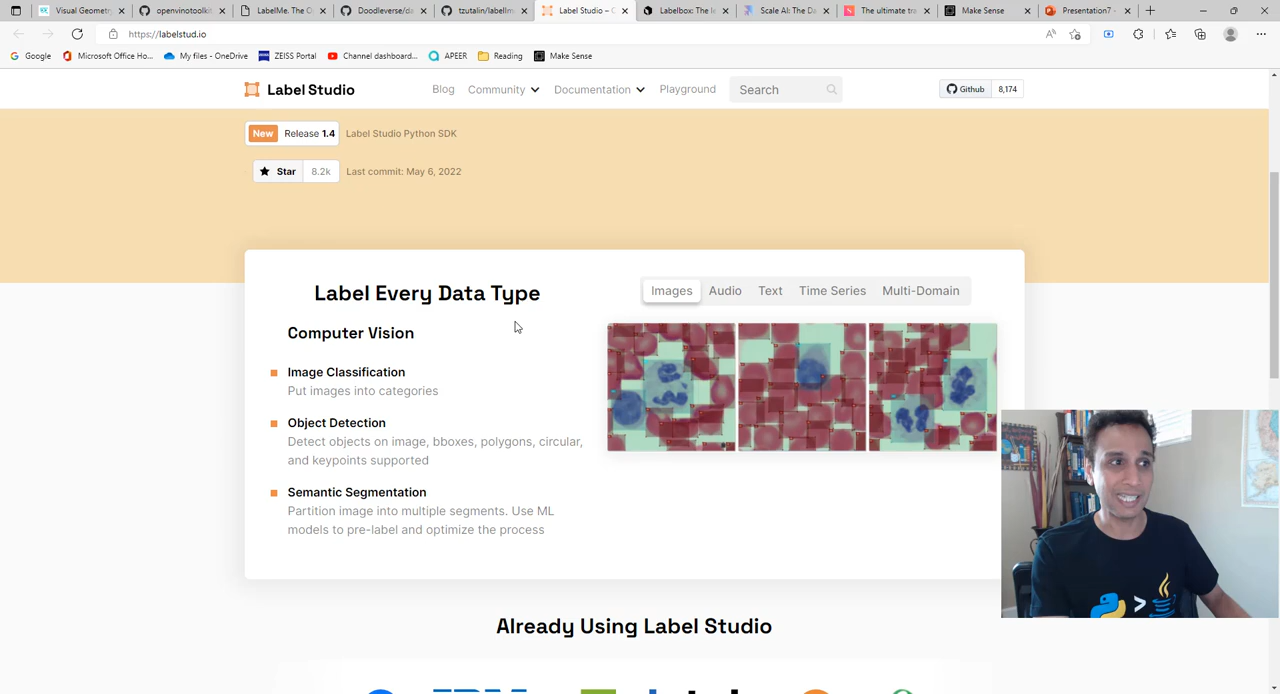 Visual Geometry
openvinotoolkit
LabelMe. The O
Doodleverse/da
tzutalin/labelIm
Label Studio – O
Labelbox: The le
Scale AI: The Da
The ultimate tra
Make Sense
Presentation7 -
https://labelstud.io
Google
Microsoft Office Ho...
My files - OneDrive
ZEISS Portal
Channel dashboard...
APEER
Reading
Make Sense
Label Studio
Blog
Community
Documentation
Playground
Search
Github
8,174
New Release 1.4 Label Studio Python SDK
Star 8.2k Last commit: May 6, 2022
Label Every Data Type
Images
Audio
Text
Time Series
Multi-Domain
Computer Vision
Image Classification
Put images into categories
Object Detection
Detect objects on image, bboxes, polygons, circular,
and keypoints supported
Semantic Segmentation
Partition image into multiple segments. Use ML
models to pre-label and optimize the process
Already Using Label Studio